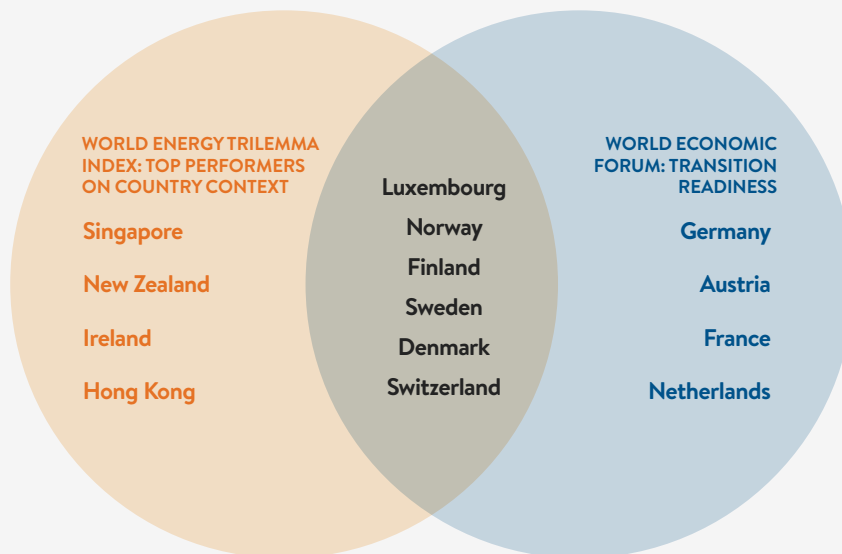 WORLD ENERGY TRILEMMA
INDEX: TOP PERFORMERS
ON COUNTRY CONTEXT
Singapore
New Zealand
Ireland
Hong Kong
Luxembourg
Norway
Finland
Sweden
Denmark
Switzerland
WORLD ECONOMIC
FORUM: TRANSITION
READINESS
Germany
Austria
France
Netherlands